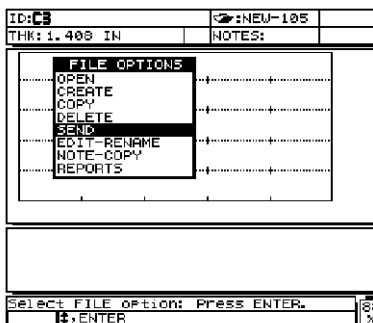 ID:C3 :NEW-105
THK: 1.408 IN NOTES:
FILE OPTIONS
OPEN
CREATE
COPY
DELETE
SEND
EDIT-RENAME
NOTE-COPY
REPORTS
Select FILE option: Press ENTER.
,ENTER